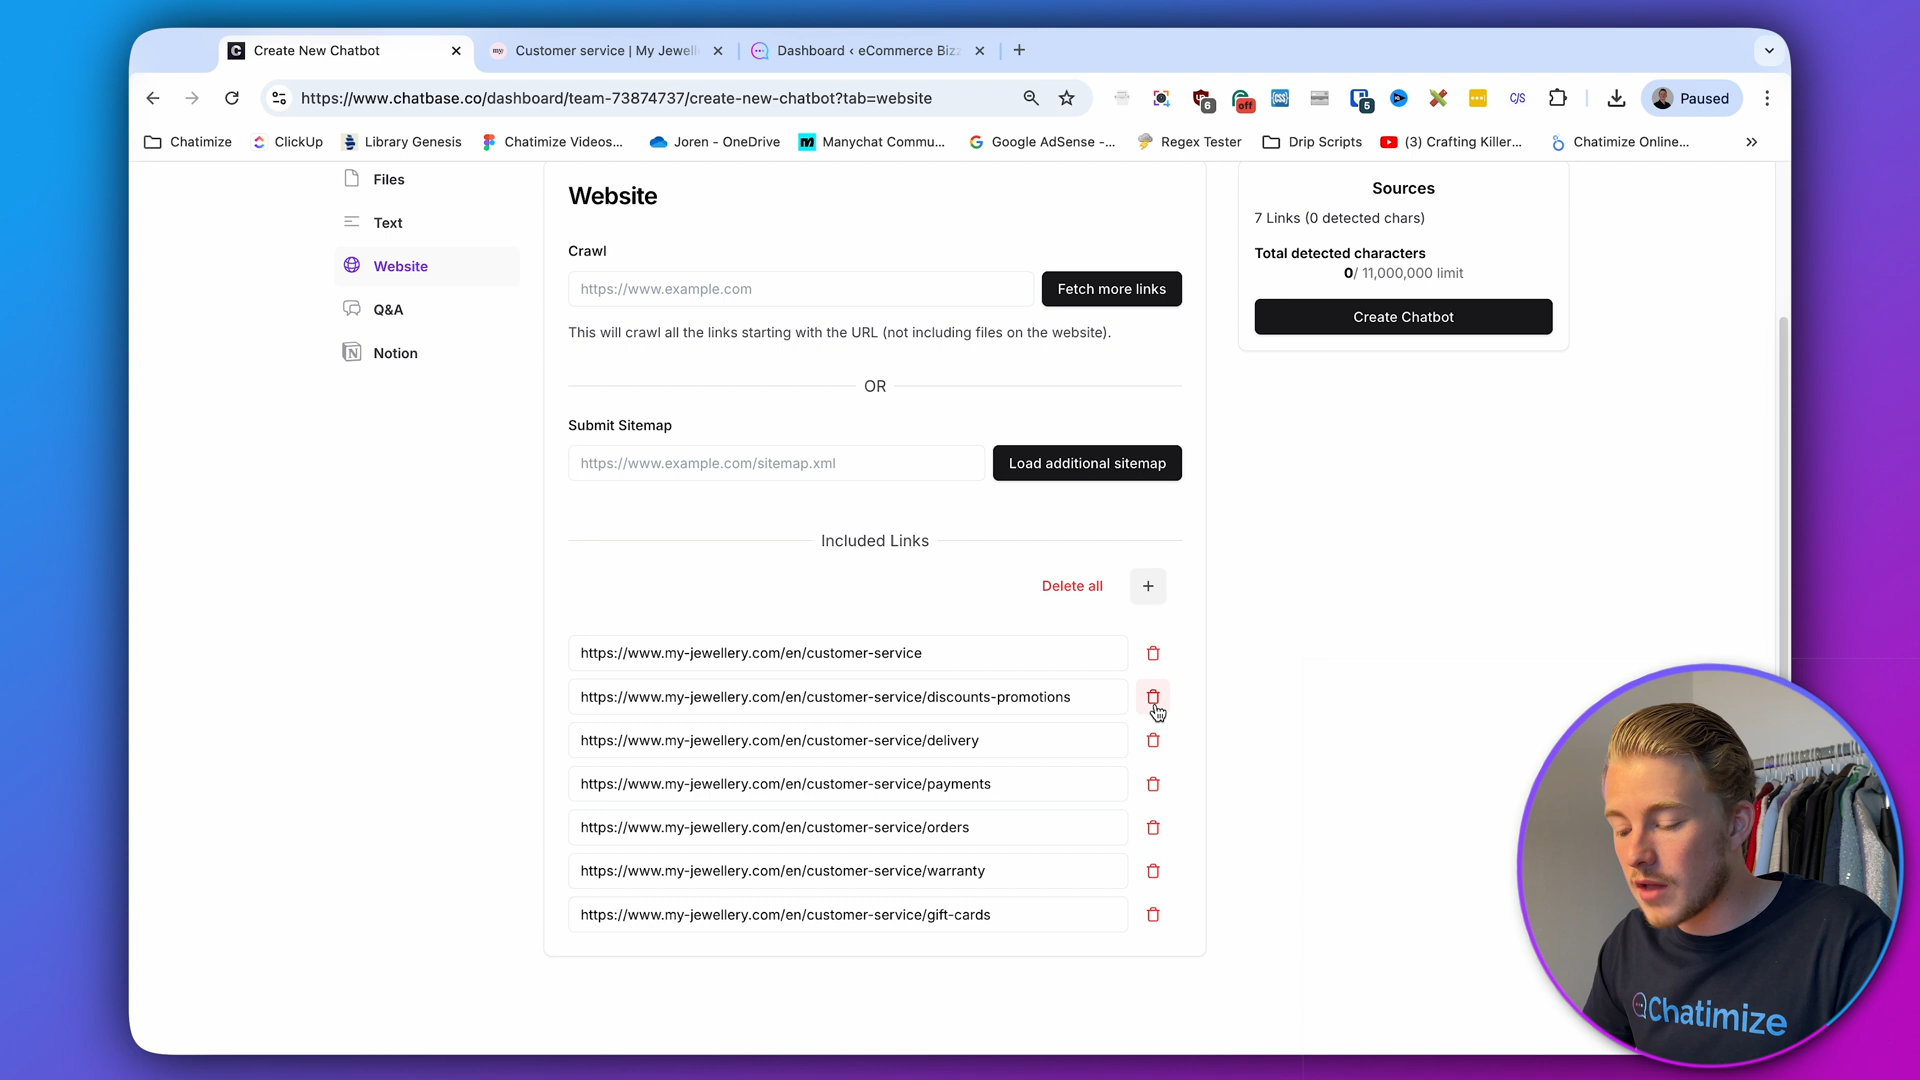 Create New Chatbot
Customer service | My Jewell
Dashboard ‹ eCommerce Biz
https://www.chatbase.co/dashboard/team-73874737/create-new-chatbot?tab=website
6
off
5
C/S
Paused
Chatimize
ClickUp
Library Genesis
Chatimize Videos...
Joren - OneDrive
Manychat Commu...
Google AdSense -...
Regex Tester
Drip Scripts
(3) Crafting Killer...
Chatimize Online...
Files
Text
Website
Q&A
Notion
Website
Crawl
https://www.example.com
Fetch more links
This will crawl all the links starting with the URL (not including files on the website).
OR
Submit Sitemap
https://www.example.com/sitemap.xml
Load additional sitemap
Included Links
Delete all
https://www.my-jewellery.com/en/customer-service
https://www.my-jewellery.com/en/customer-service/discounts-promotions
https://www.my-jewellery.com/en/customer-service/delivery
https://www.my-jewellery.com/en/customer-service/payments
https://www.my-jewellery.com/en/customer-service/orders
https://www.my-jewellery.com/en/customer-service/warranty
https://www.my-jewellery.com/en/customer-service/gift-cards
Sources
7 Links (0 detected chars)
Total detected characters
0/ 11,000,000 limit
Create Chatbot
Chatimize